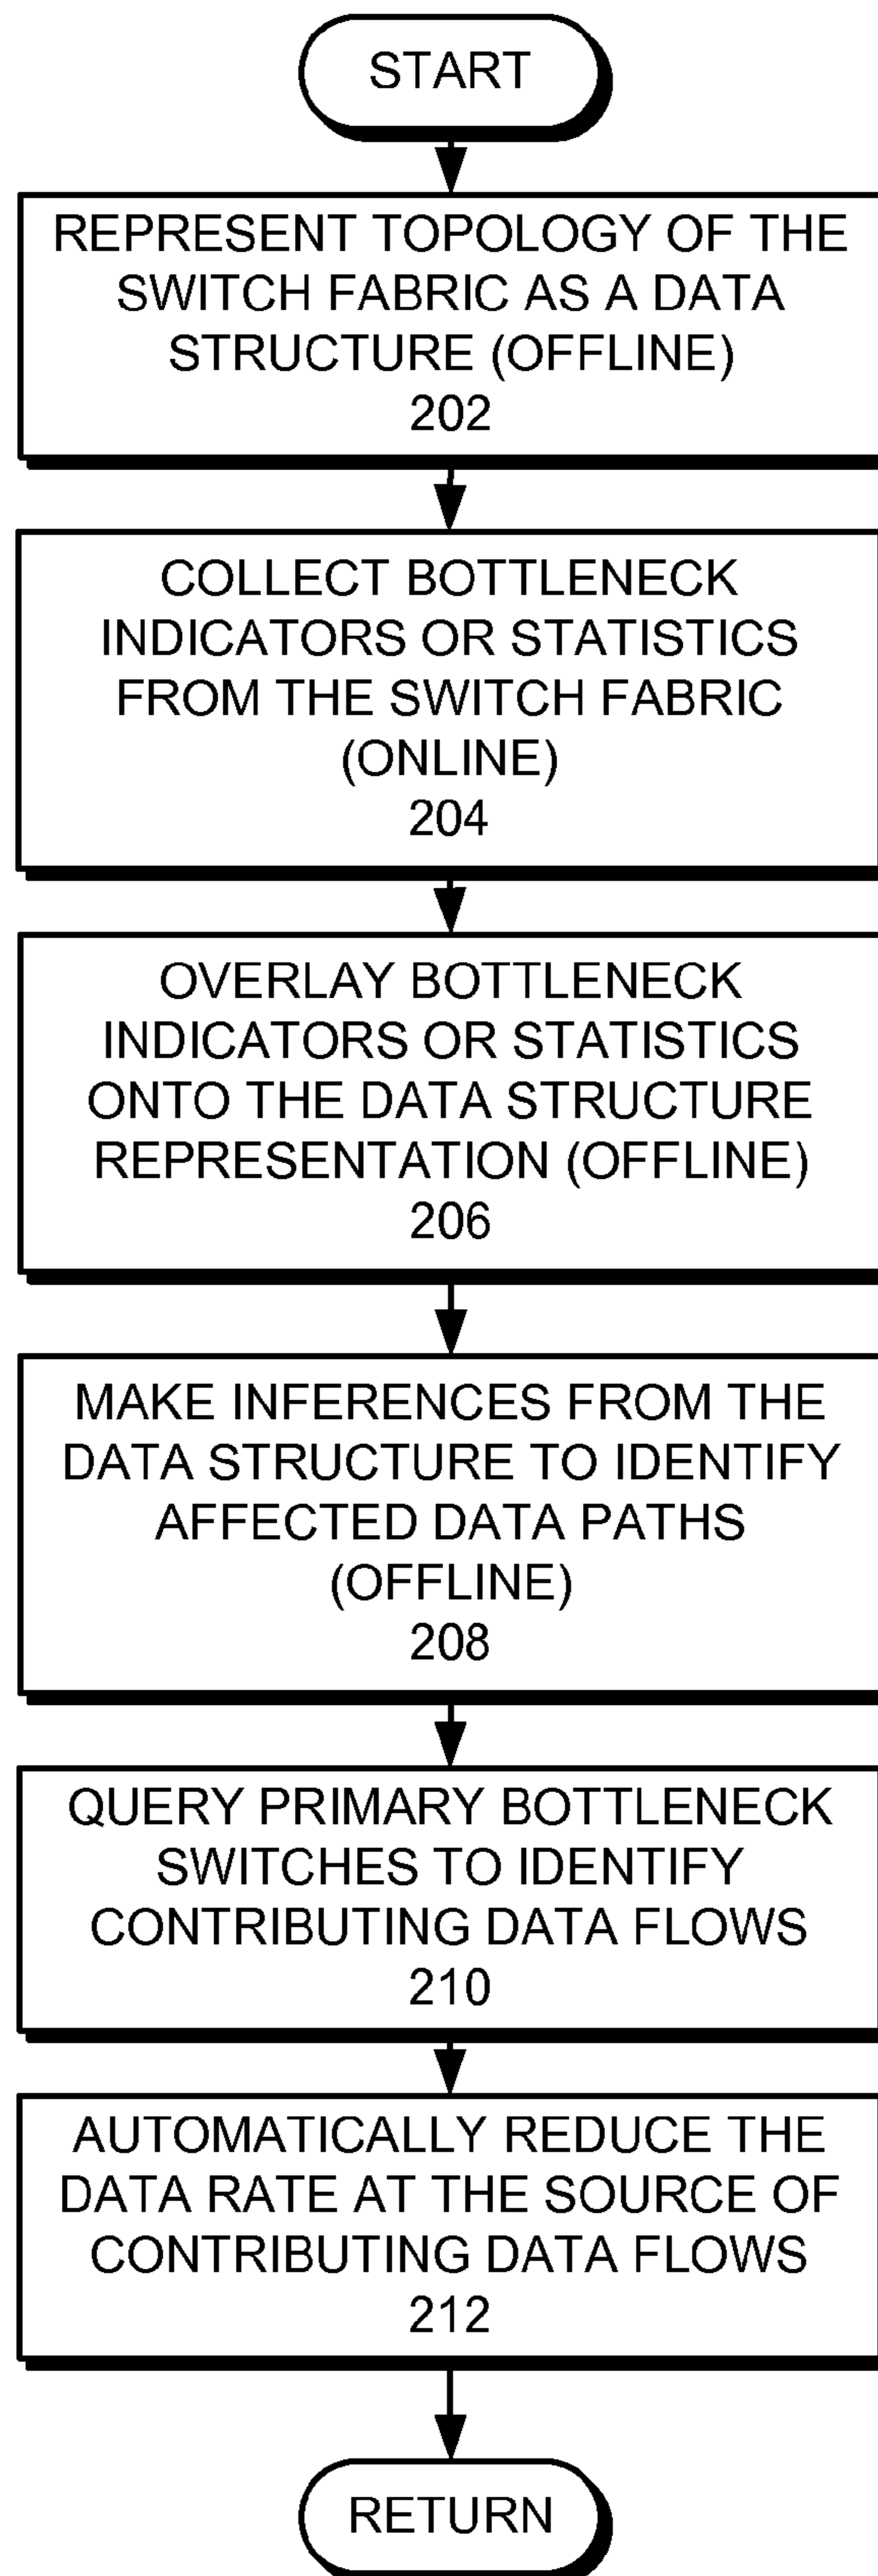 START
REPRESENT TOPOLOGY OF THE
SWITCH FABRIC AS A DATA
STRUCTURE (OFFLINE)
202
COLLECT BOTTLENECK
INDICATORS OR STATISTICS
FROM THE SWITCH FABRIC
(ONLINE)
204
OVERLAY BOTTLENECK
INDICATORS OR STATISTICS
ONTO THE DATA STRUCTURE
REPRESENTATION (OFFLINE)
206
MAKE INFERENCES FROM THE
DATA STRUCTURE TO IDENTIFY
AFFECTED DATA PATHS
(OFFLINE)
208
QUERY PRIMARY BOTTLENECK
SWITCHES TO IDENTIFY
CONTRIBUTING DATA FLOWS
210
AUTOMATICALLY REDUCE THE
DATA RATE AT THE SOURCE OF
CONTRIBUTING DATA FLOWS
212
RETURN